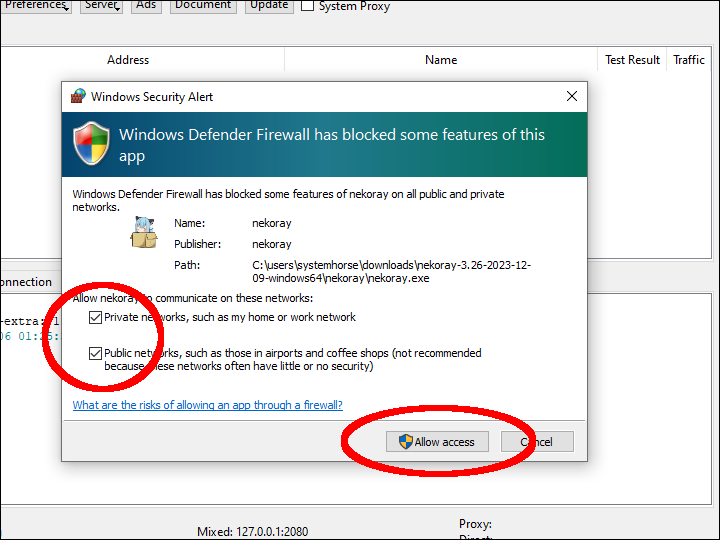 Preferences Server Ads Document Update System Proxy
Address Name Test Result Traffic
Windows Security Alert
Windows Defender Firewall has blocked some features of this
app
Windows Defender Firewall has blocked some features of nekoray on all public and private
networks.
Name: nekoray
Publisher: nekoray
Path: C:\users\systemhorse\downloads\nekoray-3.26-2023-12-
09-windows64\nekoray\nekoray.exe
Allow nekoray to communicate on these networks:
Private networks, such as my home or work network
Public networks, such as those in airports and coffee shops (not recommended
because these networks often have little or no security)
What are the risks of allowing an app through a firewall?
Allow access Cancel
Mixed: 127.0.0.1:2080
Proxy: